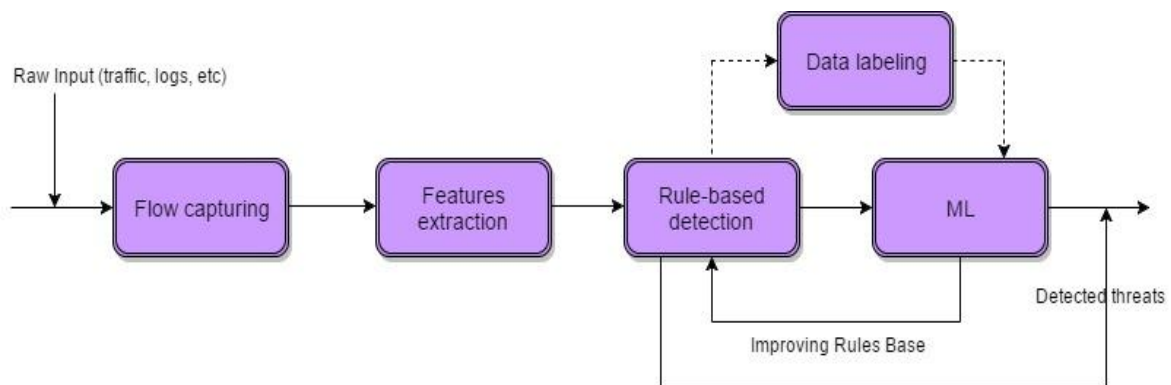 Data labeling
Raw Input (traffic, logs, etc)
Flow capturing
Features
extraction
Rule-based
detection
ML
Detected threats
Improving Rules Base